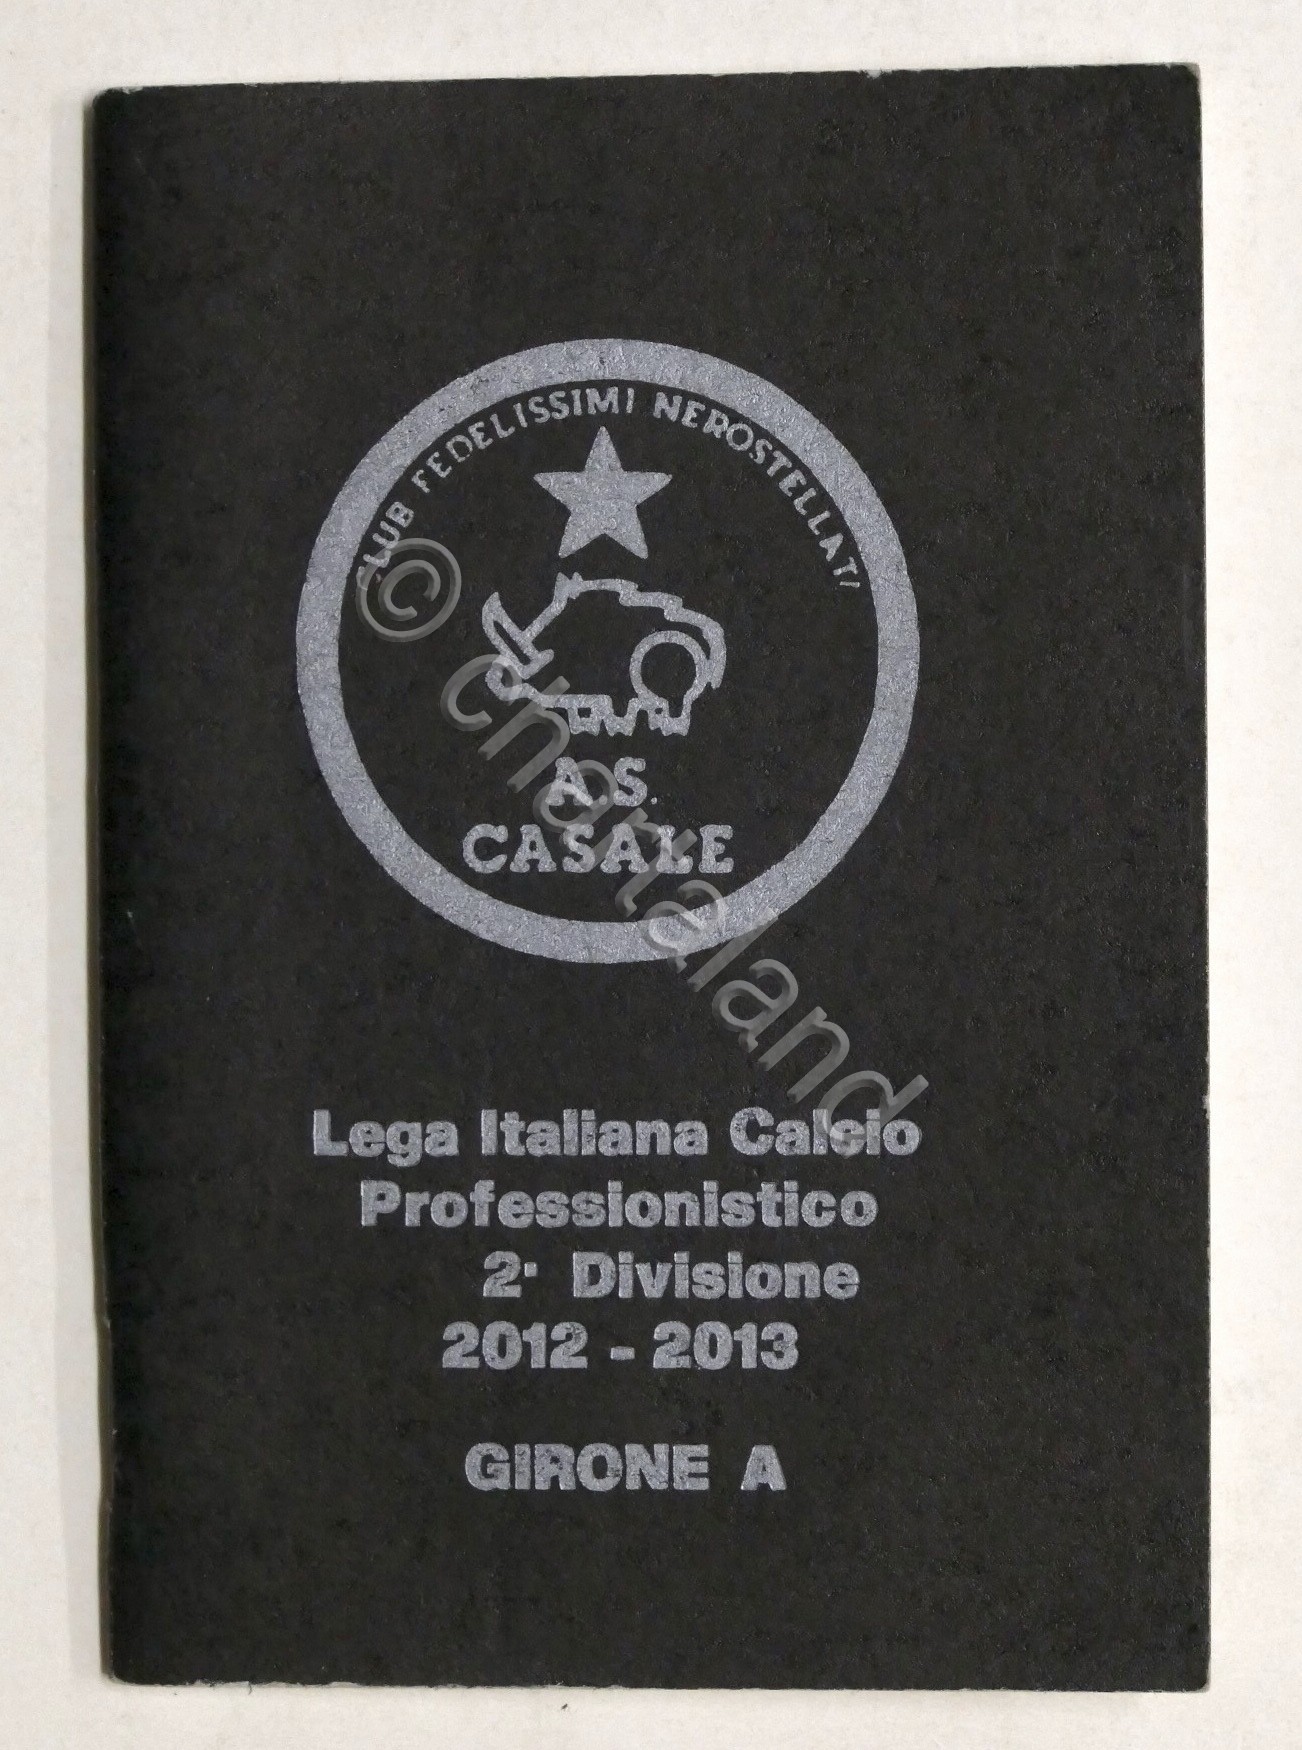 CLUB FEDELISSIMI NEROSTELLATI
A.S.
CASALE
© chartaland
Lega Italiana Calcio
Professionistico
2ª Divisione
2012 - 2013
GIRONE A